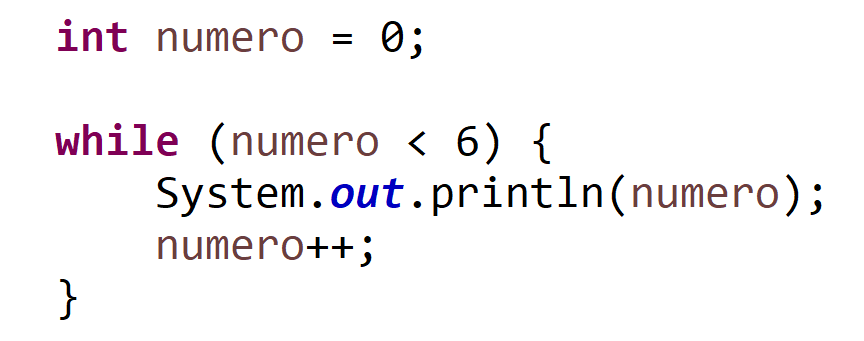 int numero = 0;
while (numero < 6) {
System.out.println(numero);
numero++;
}